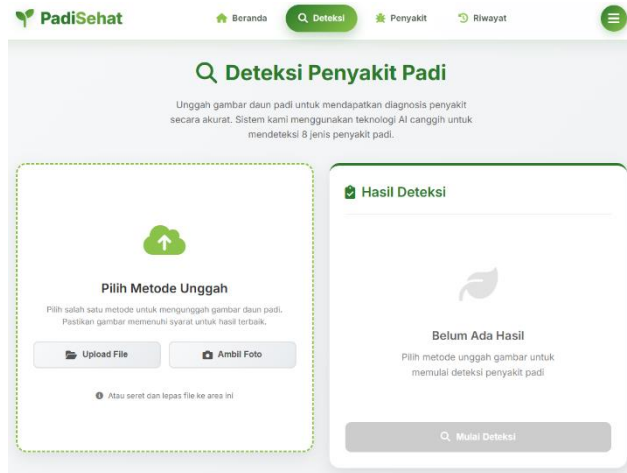 PadiSehat
Beranda
Deteksi
Penyakit
Riwayat
Deteksi Penyakit Padi
Unggah gambar daun padi untuk mendapatkan diagnosis penyakit
secara akurat. Sistem kami menggunakan teknologi AI canggih untuk
mendeteksi 8 jenis penyakit padi.
Pilih Metode Unggah
Pilih salah satu metode untuk mengunggah gambar daun padi.
Pastikan gambar memenuhi syarat untuk hasil terbaik.
Upload File
Ambil Foto
Atau seret dan lepas file ke area ini
Hasil Deteksi
Belum Ada Hasil
Pilih metode unggah gambar untuk
memulai deteksi penyakit padi
Mulai Deteksi